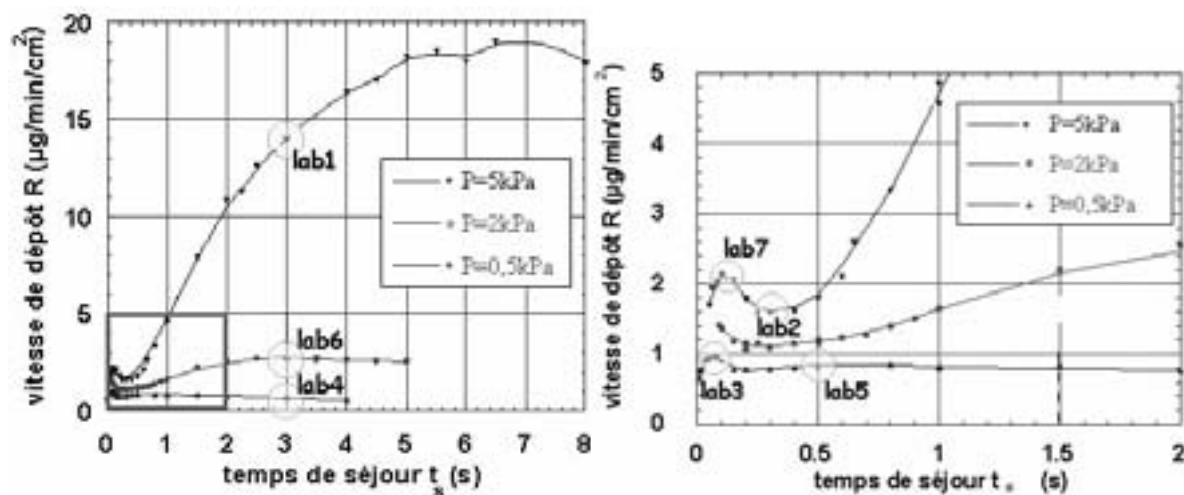 vitesse de dépôt R (µg/min/cm²)
20
15
10
5
0
lab1
P=5kPa
P=2kPa
P=0,5kPa
lab6
lab4
0 1 2 3 4 5 6 7 8
temps de séjour t s (s)
vitesse de dépôt R (µg/min/cm²)
5
4
3
2
1
0
P=5kPa
P=2kPa
P=0,5kPa
lab7
lab2
lab3
lab5
0 0.5 1 1.5 2
temps de séjour t s (s)